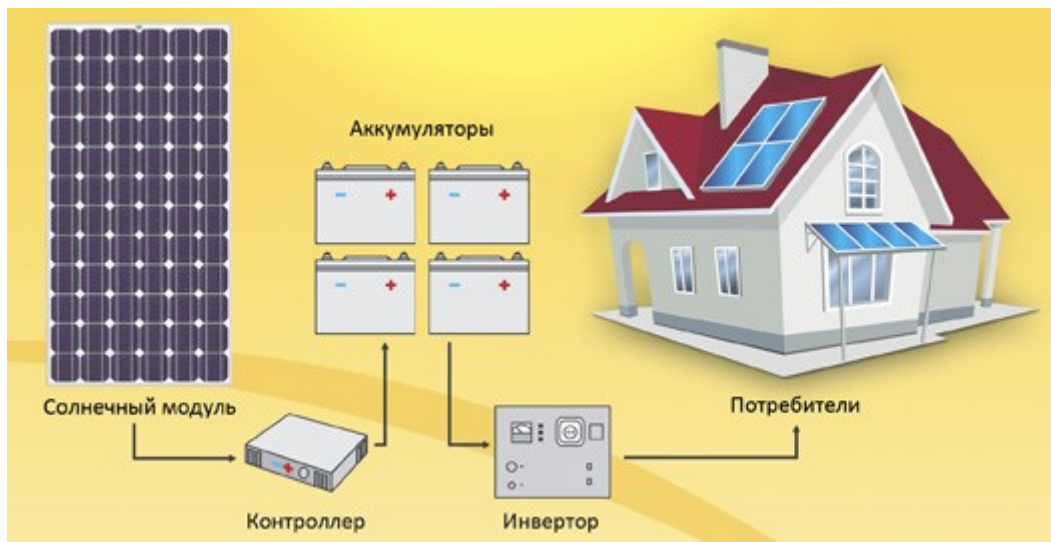 Аккумуляторы
Солнечный модуль
Потребители
Контроллер
Инвертор